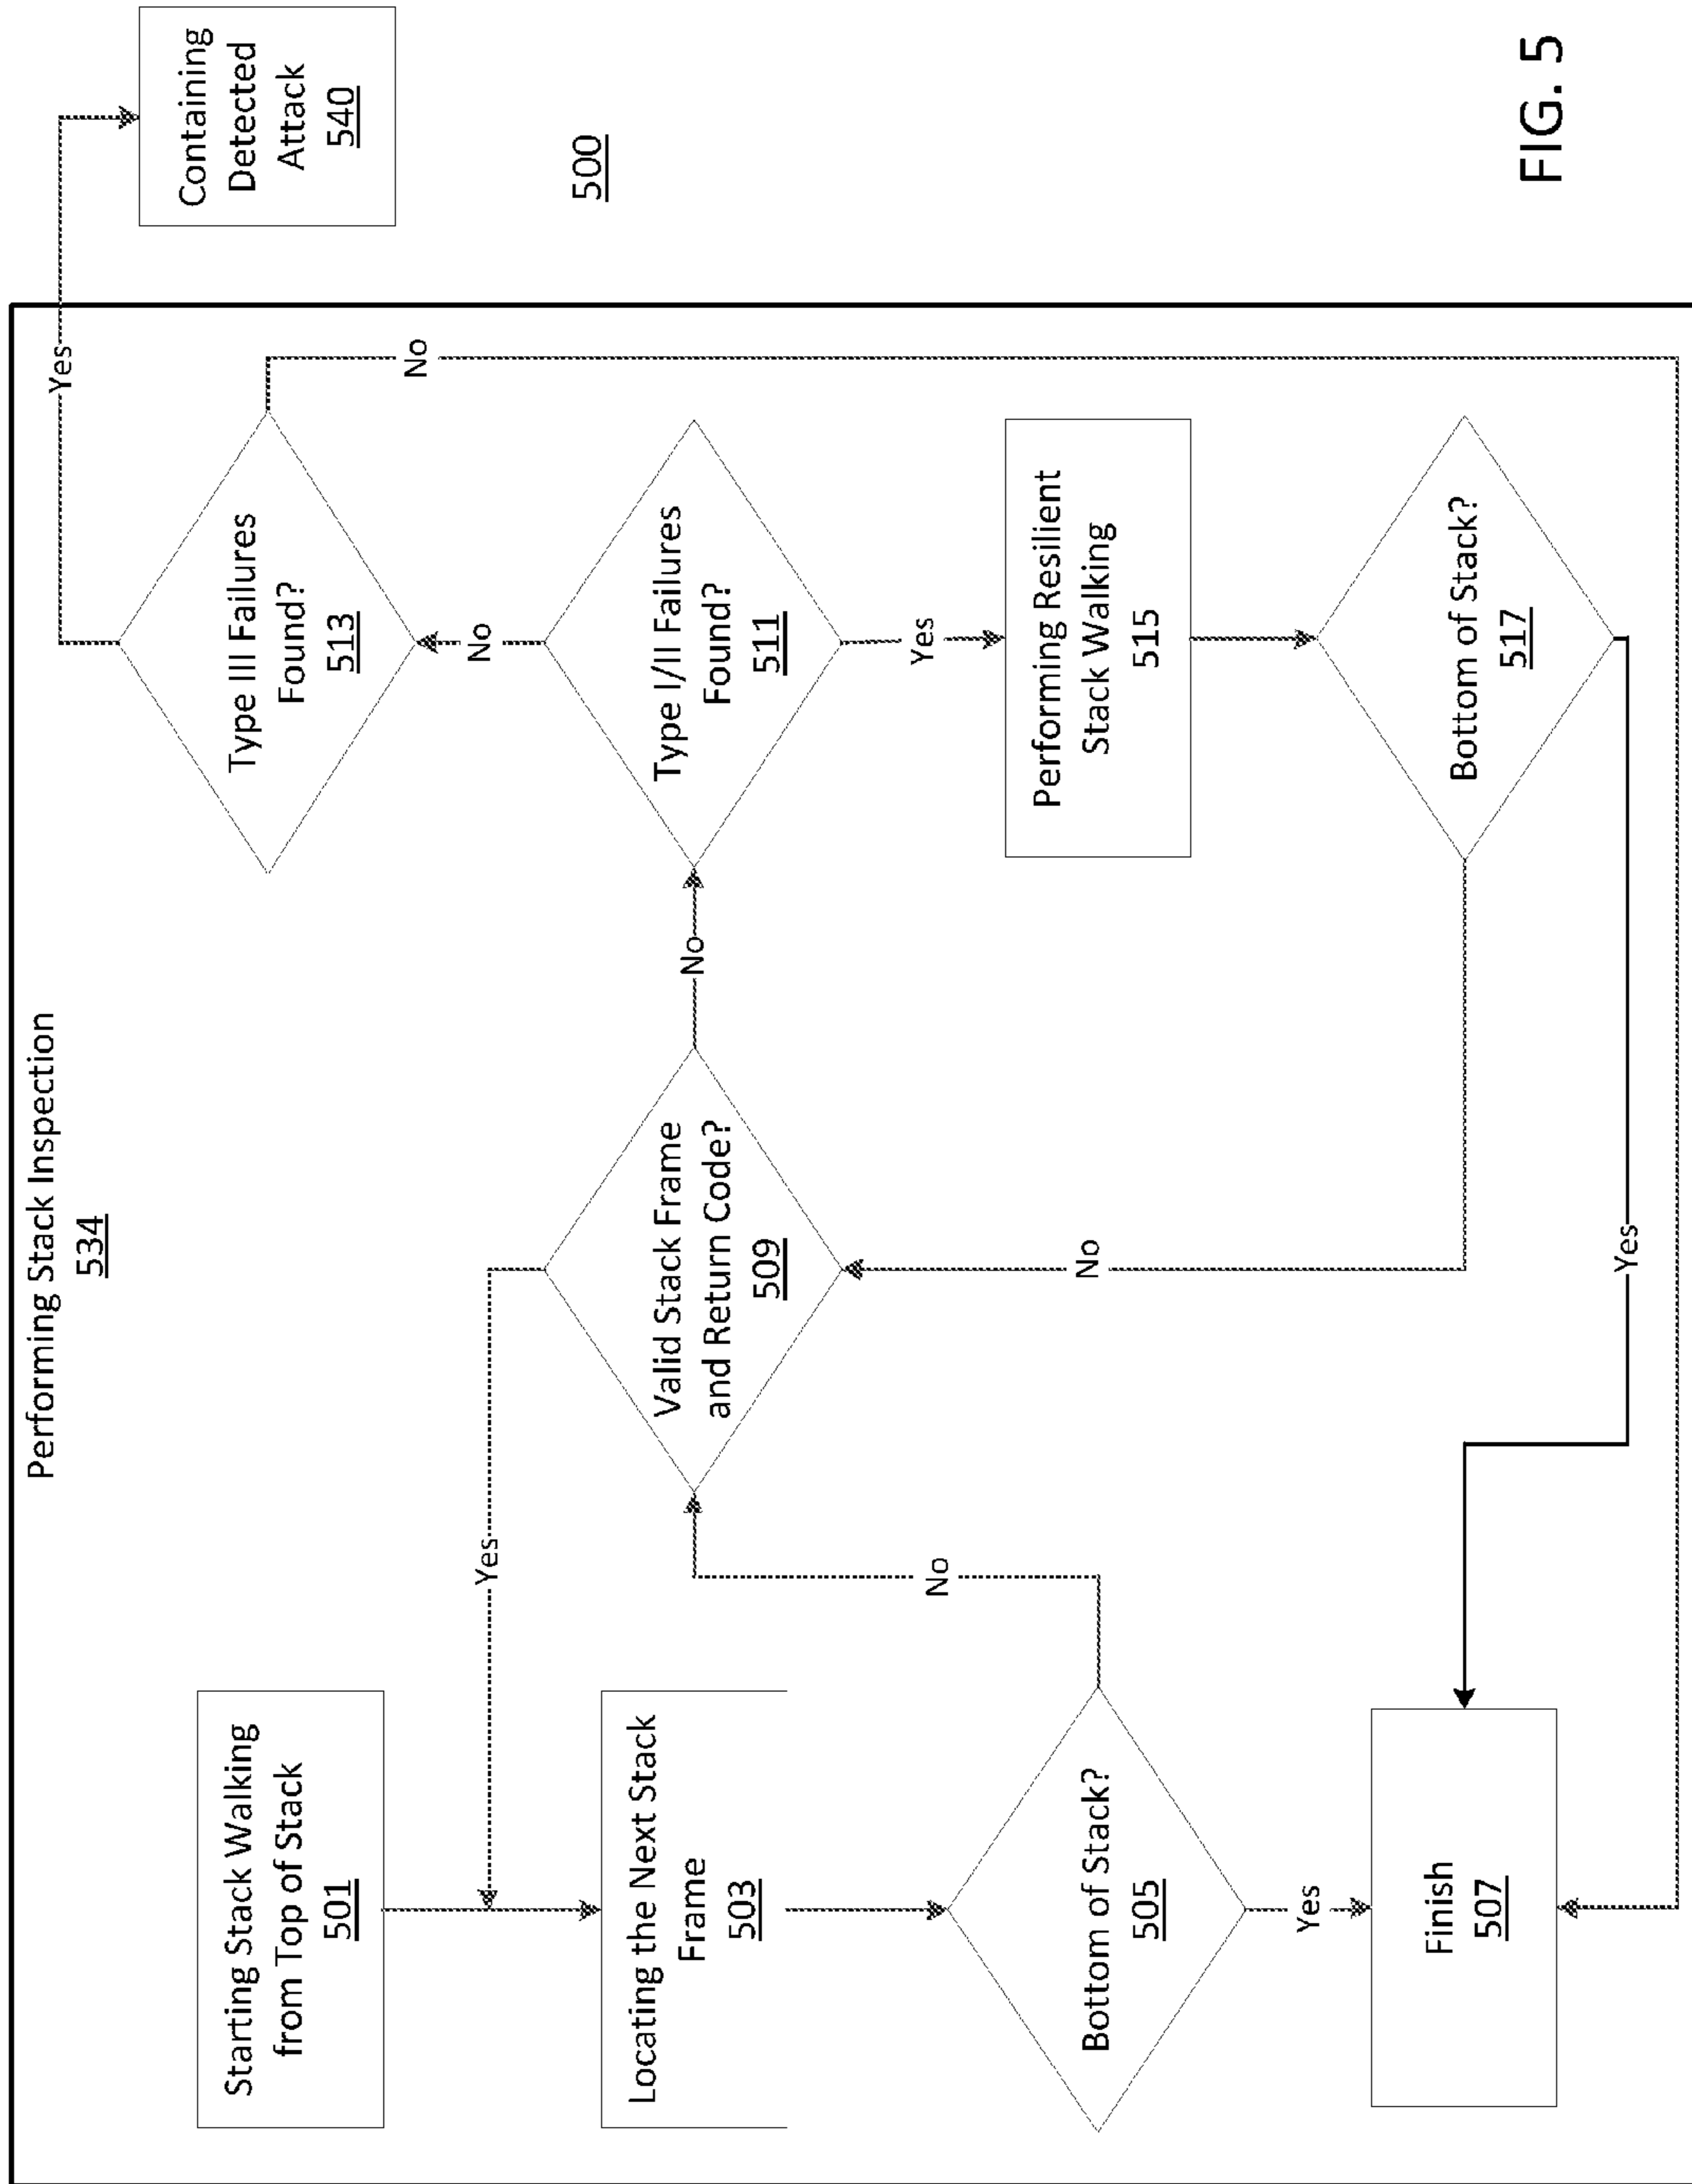 Performing Stack Inspection
534
Starting Stack Walking
from Top of Stack
501
Yes
Locating the Next Stack
Frame
503
Bottom of Stack?
505
No
Yes
Finish
507
Valid Stack Frame
and Return Code?
509
No
Type I/II Failures
Found?
511
No
Type III Failures
Found?
513
Yes
No
Yes
Performing Resilient
Stack Walking
515
Bottom of Stack?
517
No
Yes
Containing
Detected
Attack
540
500
FIG. 5